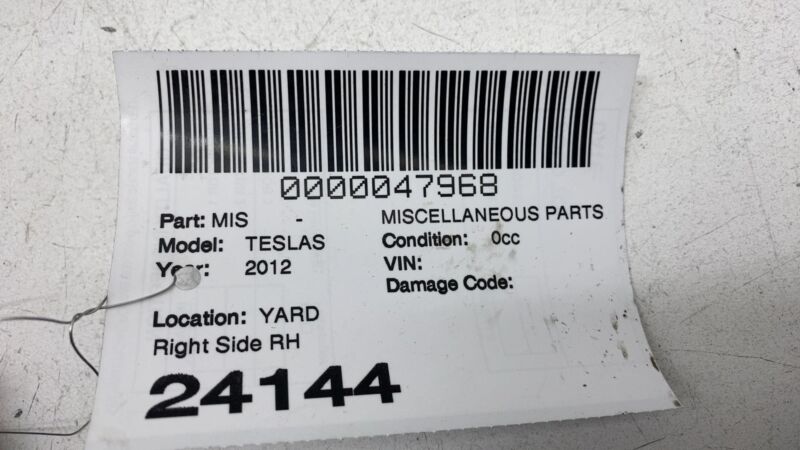 0000047968
Part: MIS - MISCELLANEOUS PARTS
Model: TESLAS Condition: 0cc
Year: 2012 VIN:
Damage Code:
Location: YARD
Right Side RH
24144